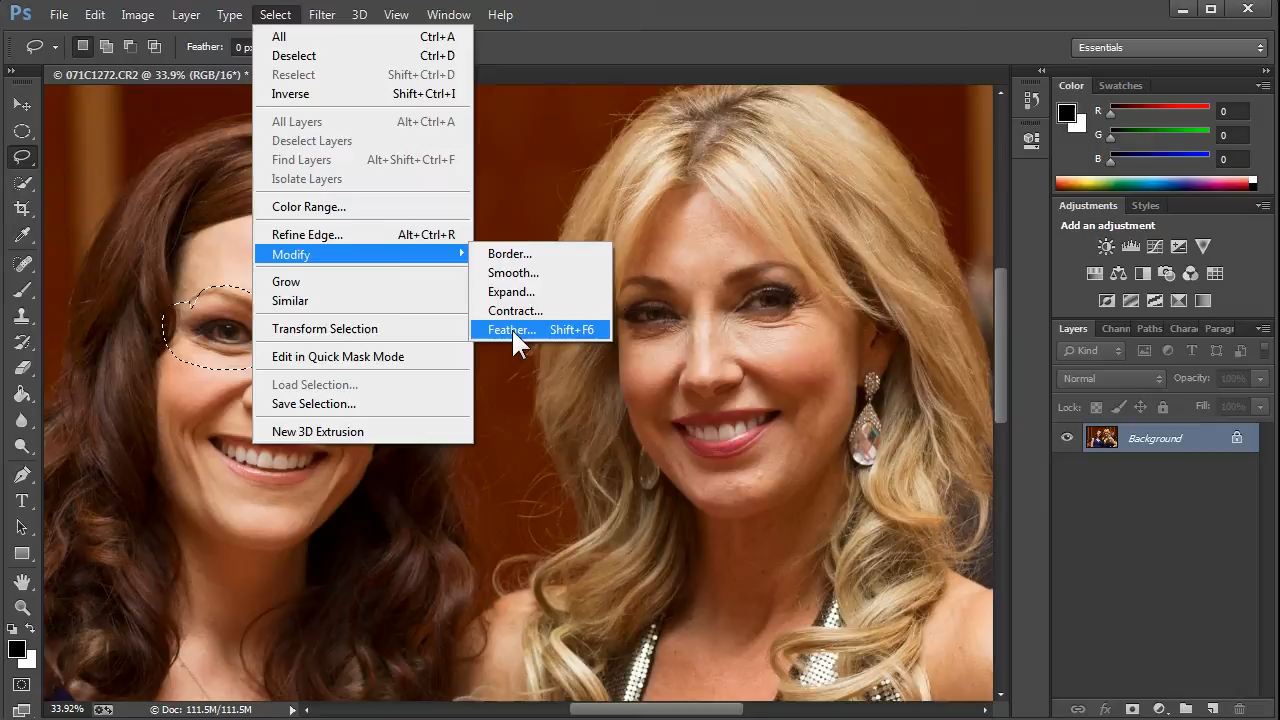 Ps File Edit Image Layer Type Select Filter 3D View Window Help
Feather: 0 px
Essentials
© 071C1272.CR2 @ 33.9% (RGB/16*) *
All Ctrl+A
Deselect Ctrl+D
Reselect Shift+Ctrl+D
Inverse Shift+Ctrl+I
All Layers Alt+Ctrl+A
Deselect Layers
Find Layers Alt+Shift+Ctrl+F
Isolate Layers
Color Range...
Refine Edge... Alt+Ctrl+R
Modify
Grow
Similar
Transform Selection
Edit in Quick Mask Mode
Load Selection...
Save Selection...
New 3D Extrusion
Border...
Smooth...
Expand...
Contract...
Feather... Shift+F6
Color Swatches
R 0
G 0
B 0
Adjustments Styles
Add an adjustment
Layers Chann Paths Chara Paragr
Kind
Normal Opacity: 100%
Lock: Fill: 100%
Background
33.92% © Doc: 111.5M/111.5M